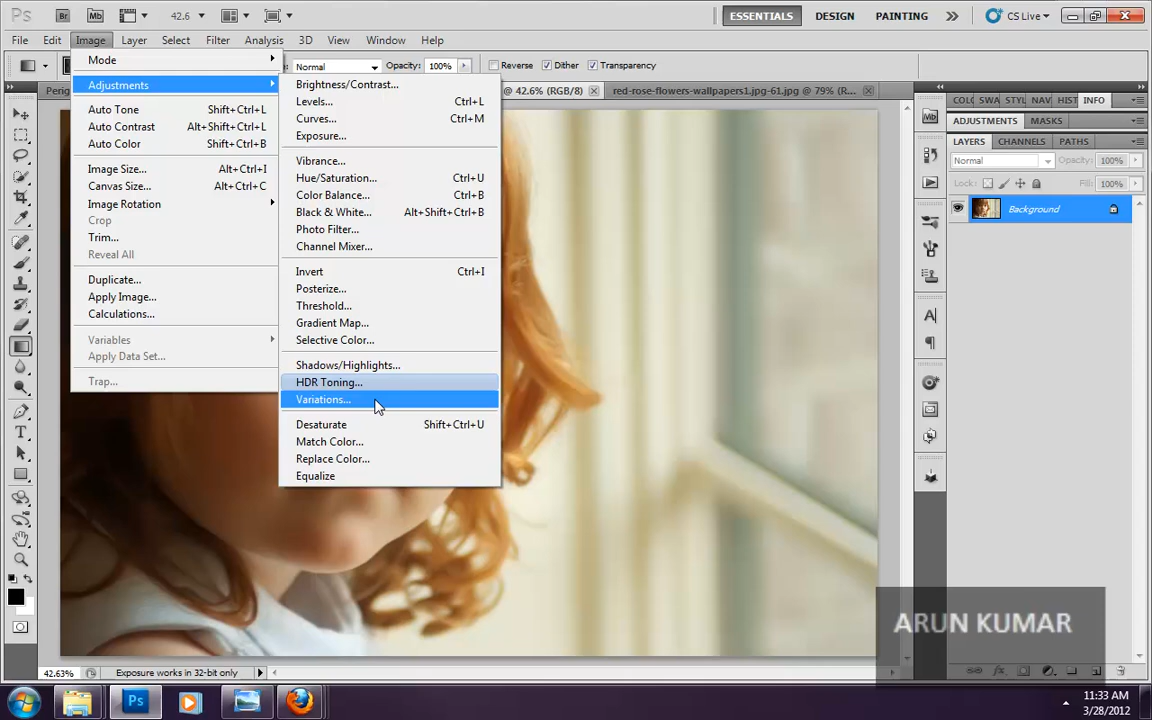 Ps Br Mb 42.6 ESSENTIALS DESIGN PAINTING CS Live
File Edit Image Layer Select Filter Analysis 3D View Window Help
Normal Opacity: 100% Reverse Dither Transparency
@ 42.6% (RGB/8) red-rose-flowers-wallpapers1.jpg-61.jpg @ 79% (R...
Mode
Adjustments
Auto Tone Shift+Ctrl+L
Auto Contrast Alt+Shift+Ctrl+L
Auto Color Shift+Ctrl+B
Image Size... Alt+Ctrl+I
Canvas Size... Alt+Ctrl+C
Image Rotation
Crop
Trim...
Reveal All
Duplicate...
Apply Image...
Calculations...
Variables
Apply Data Set...
Trap...
Brightness/Contrast...
Levels... Ctrl+L
Curves... Ctrl+M
Exposure...
Vibrance...
Hue/Saturation... Ctrl+U
Color Balance... Ctrl+B
Black & White... Alt+Shift+Ctrl+B
Photo Filter...
Channel Mixer...
Invert Ctrl+I
Posterize...
Threshold...
Gradient Map...
Selective Color...
Shadows/Highlights...
HDR Toning...
Variations...
Desaturate Shift+Ctrl+U
Match Color...
Replace Color...
Equalize
SWA STYL NAV HIST INFO
ADJUSTMENTS MASKS
LAYERS CHANNELS PATHS
Normal Opacity: 100%
Lock: Fill: 100%
Background
ARUN KUMAR
42.63% Exposure works in 32-bit only
Ps
11:33 AM
3/28/2012